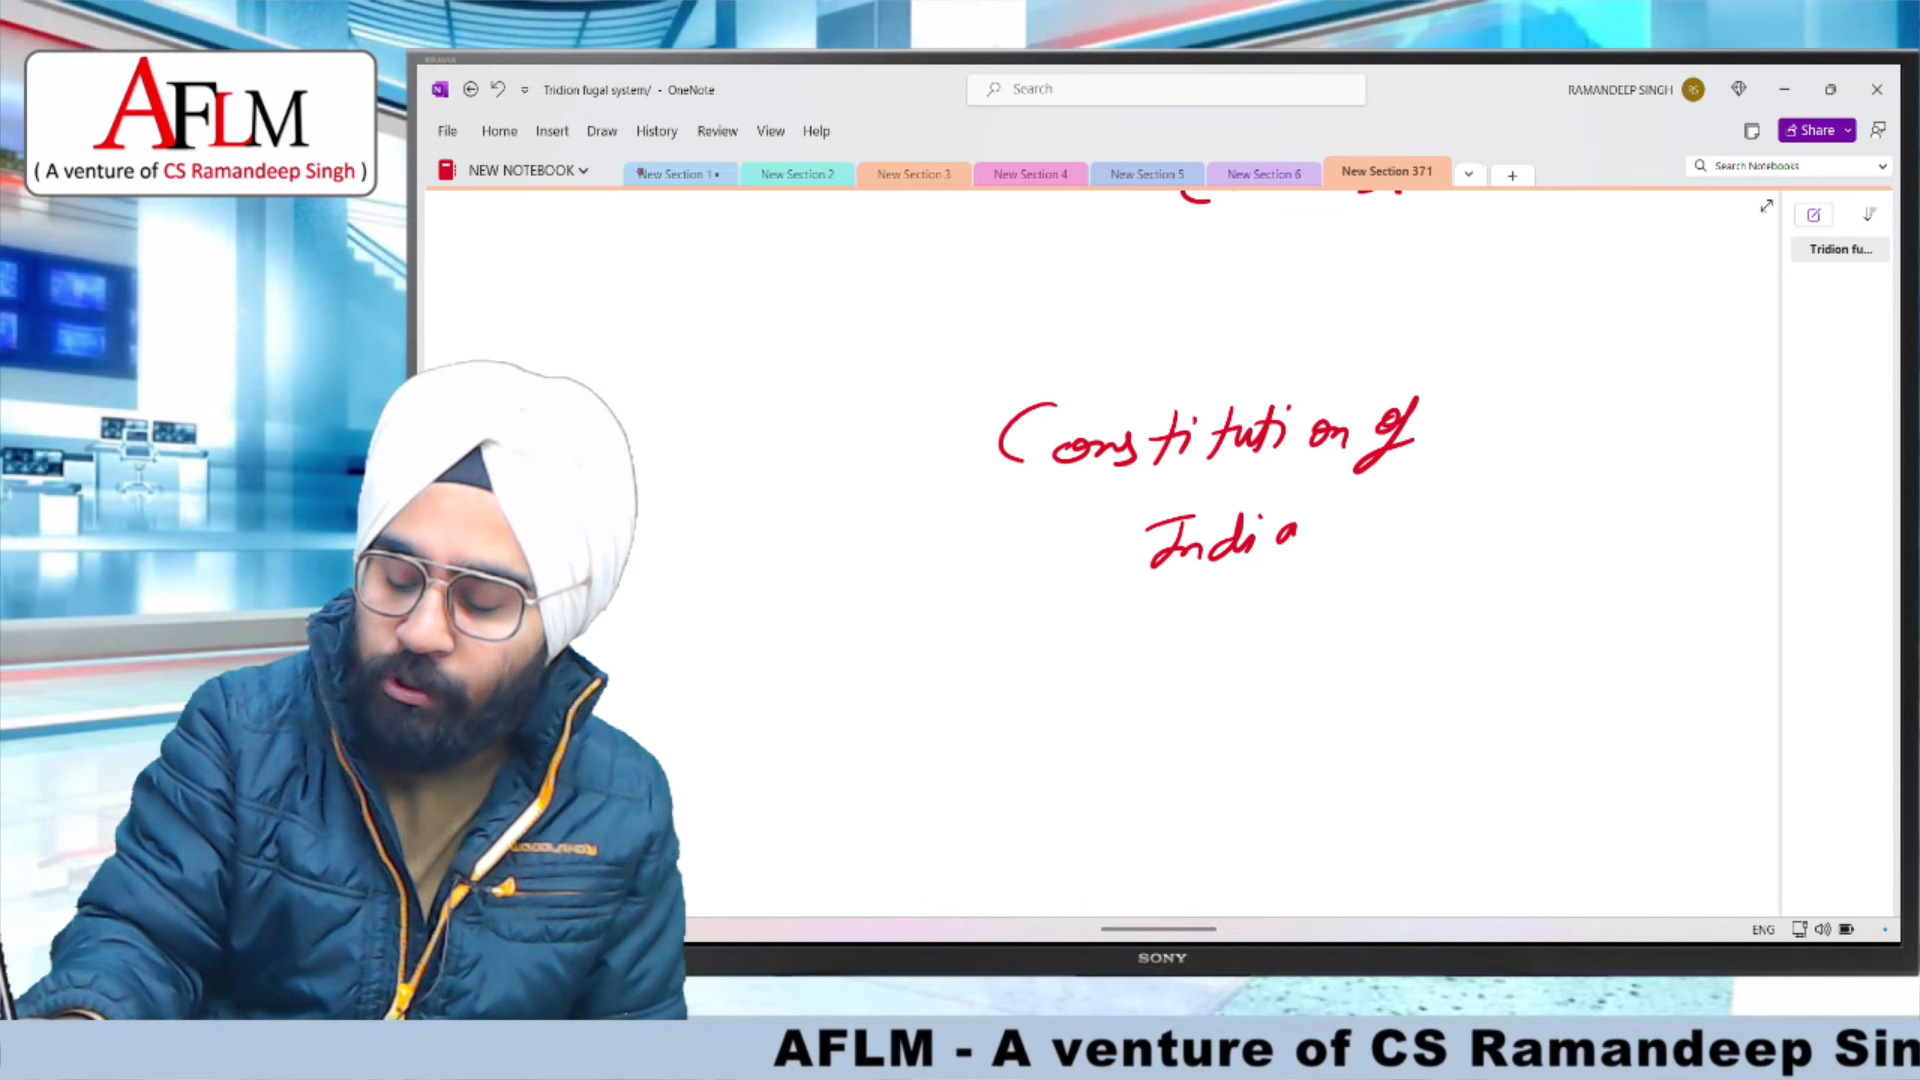 AFLM
( A venture of CS Ramandeep Singh )
BRAVIA
Tridion fugal system/ - OneNote
Search
RAMANDEEP SINGH
RS
File Home Insert Draw History Review View Help
Share
NEW NOTEBOOK
New Section 1 New Section 2 New Section 3 New Section 4 New Section 5 New Section 6 New Section 371
Search Notebooks
Tridion fu...
Constitution of
India
ENG
SONY
AFLM - A venture of CS Ramandeep Sin